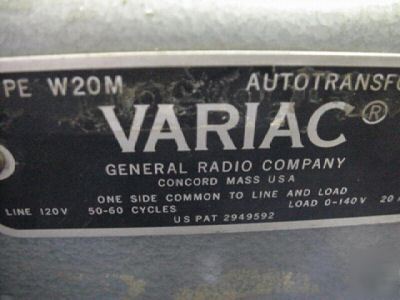 PE W20M AUTOTRANSFO
VARIAC®
GENERAL RADIO COMPANY
CONCORD MASS USA
ONE SIDE COMMON TO LINE AND LOAD
LINE 120V 50-60 CYCLES LOAD 0-140V 20
US PAT 2949592